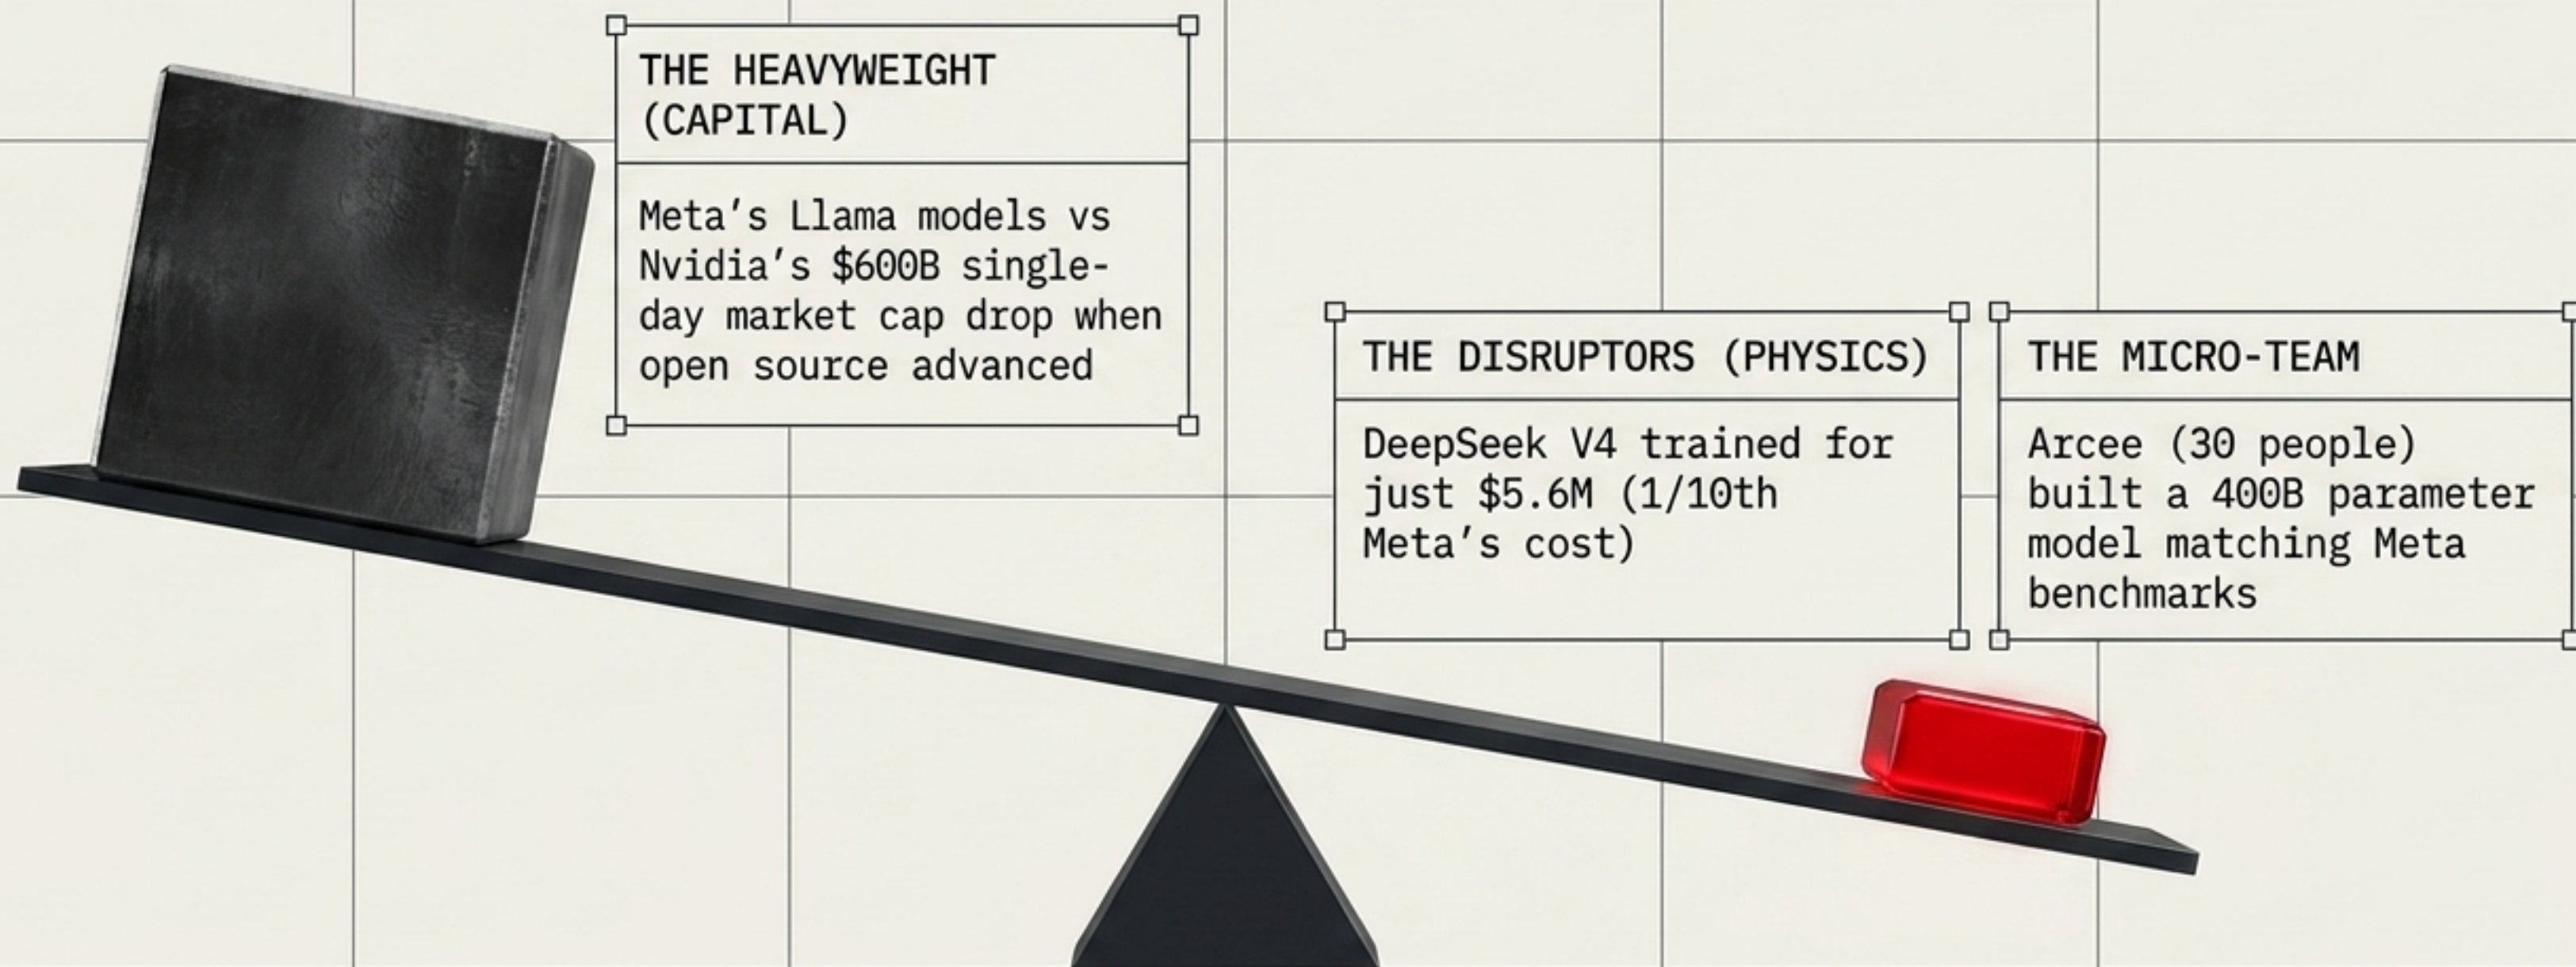 THE HEAVYWEIGHT
(CAPITAL)
Meta’s Llama models vs
Nvidia’s $600B single-
day market cap drop when
open source advanced
THE DISRUPTORS (PHYSICS)
DeepSeek V4 trained for
just $5.6M (1/10th
Meta’s cost)
THE MICRO-TEAM
Arcee (30 people)
built a 400B parameter
model matching Meta
benchmarks